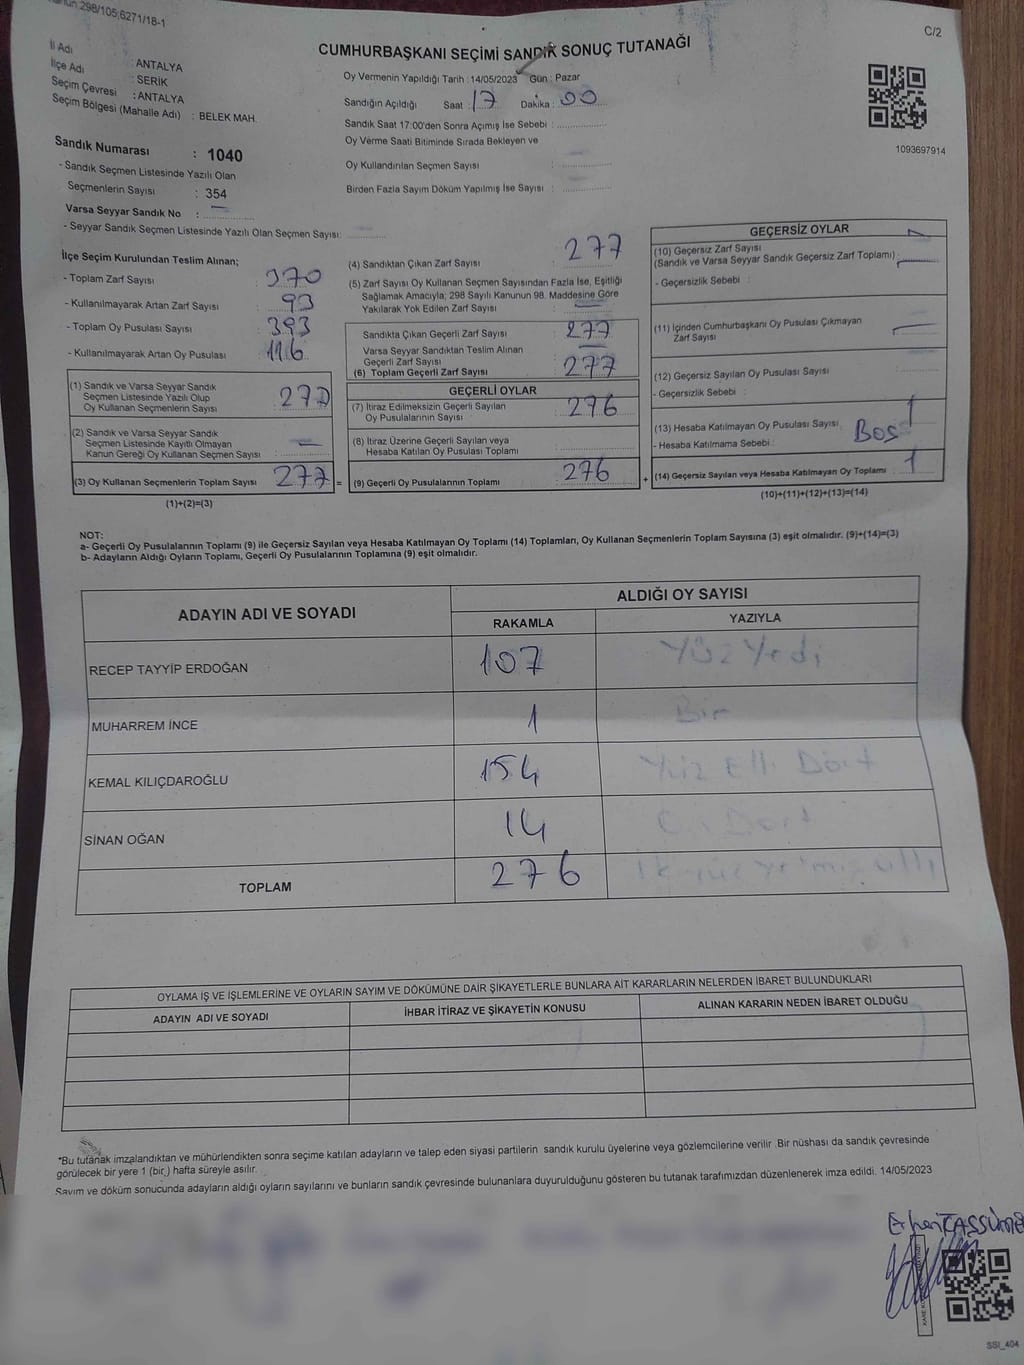 298/105;6271/18-1
C/2
CUMHURBAŞKANI SEÇİMİ SANDIK SONUÇ TUTANAĞI
İl Adı : ANTALYA
İlçe Adı : SERİK
Seçim Çevresi : ANTALYA
Seçim Bölgesi (Mahalle Adı) : BELEK MAH.
Oy Vermenin Yapıldığı Tarih : 14/05/2023 Gün : Pazar
Sandığın Açıldığı Saat : 17 Dakika : 00
Sandık Saat 17:00'den Sonra Açımış İse Sebebi :
Oy Verme Saati Bitiminde Sırada Bekleyen ve
Oy Kullandırılan Seçmen Sayısı :
Birden Fazla Sayım Döküm Yapılmış İse Sayısı :
1093697914
Sandık Numarası : 1040
- Sandık Seçmen Listesinde Yazılı Olan
Seçmenlerin Sayısı : 354
Varsa Seyyar Sandık No :
- Seyyar Sandık Seçmen Listesinde Yazılı Olan Seçmen Sayısı:
İlçe Seçim Kurulundan Teslim Alınan;
- Toplam Zarf Sayısı : 370
- Kullanılmayarak Artan Zarf Sayısı : 93
- Toplam Oy Pusulası Sayısı : 393
- Kullanılmayarak Artan Oy Pusulası : 116
(1) Sandık ve Varsa Seyyar Sandık
Seçmen Listesinde Yazılı Olup
Oy Kullanan Seçmenlerin Sayısı : 277
(2) Sandık ve Varsa Seyyar Sandık
Seçmen Listesinde Kayıtlı Olmayan
Kanun Gereği Oy Kullanan Seçmen Sayısı :
(3) Oy Kullanan Seçmenlerin Toplam Sayısı : 277 =
(1)+(2)=(3)
(4) Sandıktan Çıkan Zarf Sayısı : 277
(5) Zarf Sayısı Oy Kullanan Seçmen Sayısından Fazla İse, Eşitliği
Sağlamak Amacıyla; 298 Sayılı Kanunun 98. Maddesine Göre
Yakılarak Yok Edilen Zarf Sayısı :
Sandıkta Çıkan Geçerli Zarf Sayısı : 277
Varsa Seyyar Sandıktan Teslim Alınan
Geçerli Zarf Sayısı :
(6) Toplam Geçerli Zarf Sayısı : 277
GEÇERLİ OYLAR
(7) İtiraz Edilmeksizin Geçerli Sayılan
Oy Pusulalarının Sayısı : 276
(8) İtiraz Üzerine Geçerli Sayılan veya
Hesaba Katılan Oy Pusulası Toplamı :
(9) Geçerli Oy Pusulalarının Toplamı : 276 +
GEÇERSİZ OYLAR
(10) Geçersiz Zarf Sayısı
(Sandık ve Varsa Seyyar Sandık Geçersiz Zarf Toplamı) :
- Geçersizlik Sebebi :
(11) İçinden Cumhurbaşkanı Oy Pusulası Çıkmayan
Zarf Sayısı :
(12) Geçersiz Sayılan Oy Pusulası Sayısı :
- Geçersizlik Sebebi :
(13) Hesaba Katılmayan Oy Pusulası Sayısı : 1
- Hesaba Katılmama Sebebi : Boş
(14) Geçersiz Sayılan veya Hesaba Katılmayan Oy Toplamı : 1
(10)+(11)+(12)+(13)=(14)
NOT:
a- Geçerli Oy Pusulalarının Toplamı (9) ile Geçersiz Sayılan veya Hesaba Katılmayan Oy Toplamı (14) Toplamları, Oy Kullanan Seçmenlerin Toplam Sayısına (3) eşit olmalıdır. (9)+(14)=(3)
b- Adayların Aldığı Oyların Toplamı, Geçerli Oy Pusulalarının Toplamına (9) eşit olmalıdır.
ADAYIN ADI VE SOYADI
ALDIĞI OY SAYISI
RAKAMLA YAZIYLA
RECEP TAYYİP ERDOĞAN 107 Yüz Yedi
MUHARREM İNCE 1 Bir
KEMAL KILIÇDAROĞLU 154 Yüz Elli Dört
SİNAN OĞAN 14 On Dört
TOPLAM 276
OYLAMA İŞ VE İŞLEMLERİNE VE OYLARIN SAYIM VE DÖKÜMÜNE DAİR ŞİKAYETLERLE BUNLARA AİT KARARLARIN NELERDEN İBARET BULUNDUKLARI
ADAYIN ADI VE SOYADI İHBAR İTİRAZ VE ŞİKAYETİN KONUSU ALINAN KARARIN NEDEN İBARET OLDUĞU
*Bu tutanak imzalandıktan ve mühürlendikten sonra seçime katılan adayların ve talep eden siyasi partilerin sandık kurulu üyelerine veya gözlemcilerine verilir .Bir nüshası da sandık çevresinde
görülecek bir yere 1 (bir) hafta süreyle asılır.
Sayım ve döküm sonucunda adayların aldığı oyların sayılarını ve bunların sandık çevresinde bulunanlara duyurulduğunu gösteren bu tutanak tarafımızdan düzenlenerek imza edildi. 14/05/2023
SSI_404